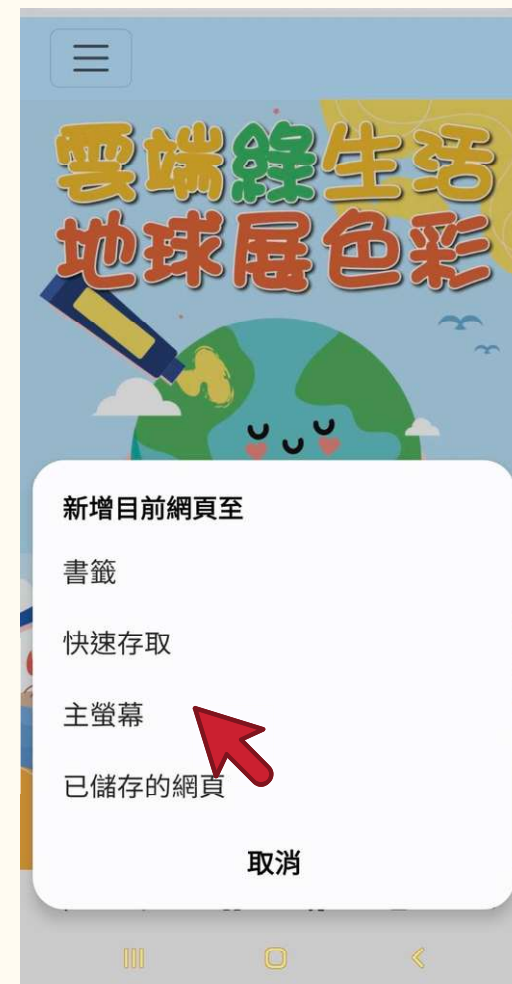 雲端綠生活
地球展色彩
新增目前網頁至
書籤
快速存取
主螢幕
已儲存的網頁
取消